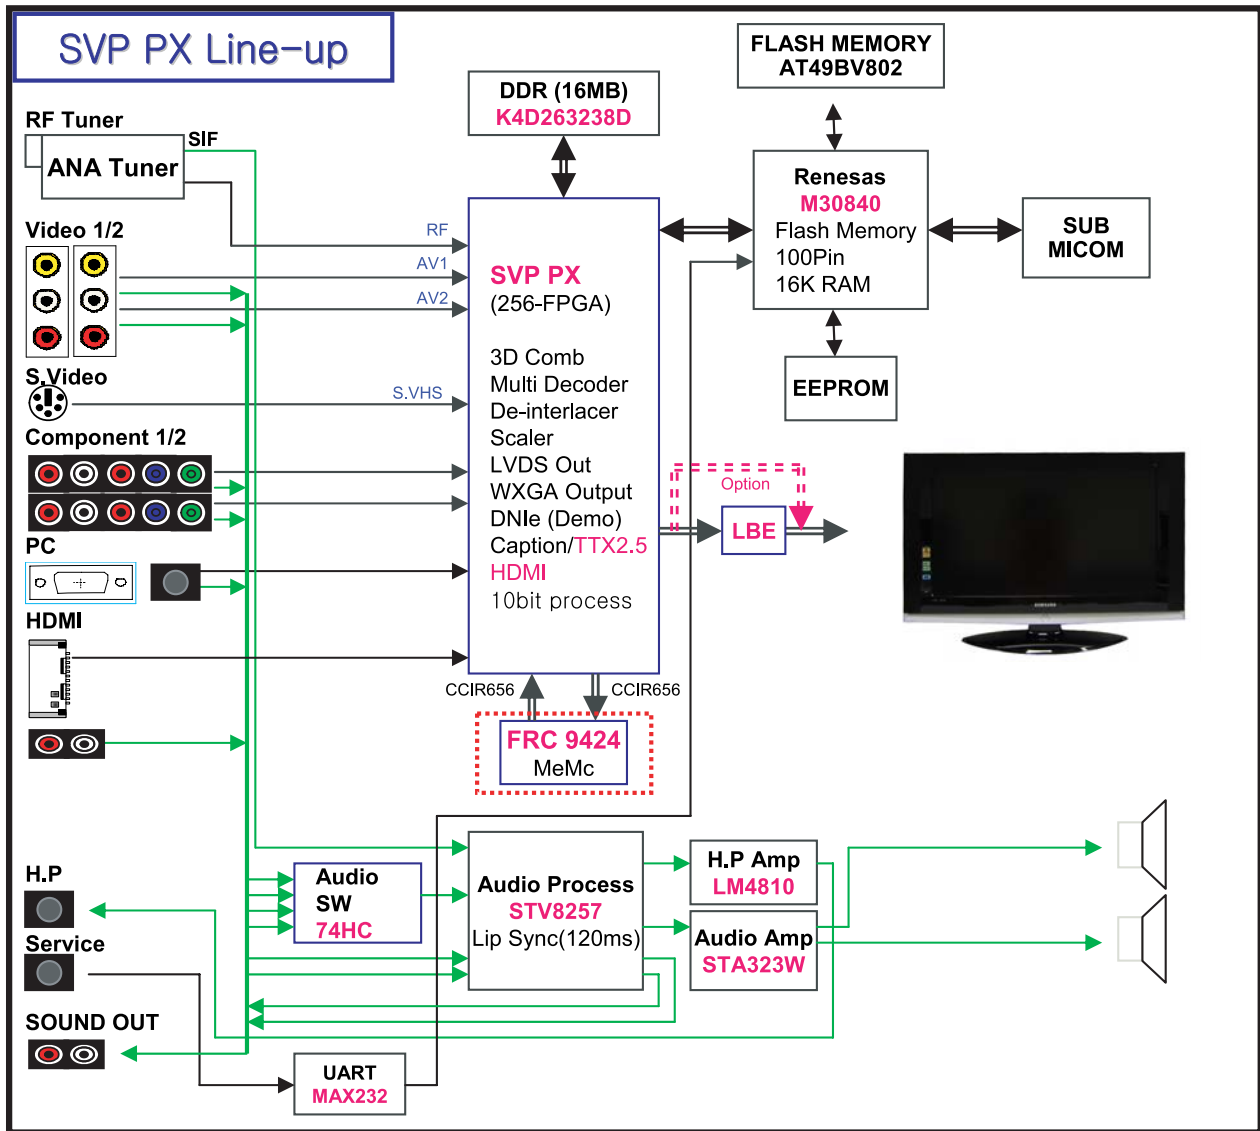 SVP PX Line-up
FLASH MEMORY
AT49BV802
DDR (16MB)
K4D263238D
RF Tuner
SIF
ANA Tuner
Renesas
M30840
Flash Memory
100Pin
16K RAM
SUB
MICOM
EEPROM
Video 1/2
RF
AV1
AV2
S.Video
S.VHS
Component 1/2
PC
HDMI
SVP PX
(256-FPGA)
3D Comb
Multi Decoder
De-interlacer
Scaler
LVDS Out
WXGA Output
DNIe (Demo)
Caption/TTX2.5
HDMI
10bit process
Option
LBE
SAMSUNG
CCIR656
CCIR656
FRC 9424
MeMc
H.P
Service
SOUND OUT
Audio
SW
74HC
Audio Process
STV8257
Lip Sync(120ms)
H.P Amp
LM4810
Audio Amp
STA323W
UART
MAX232